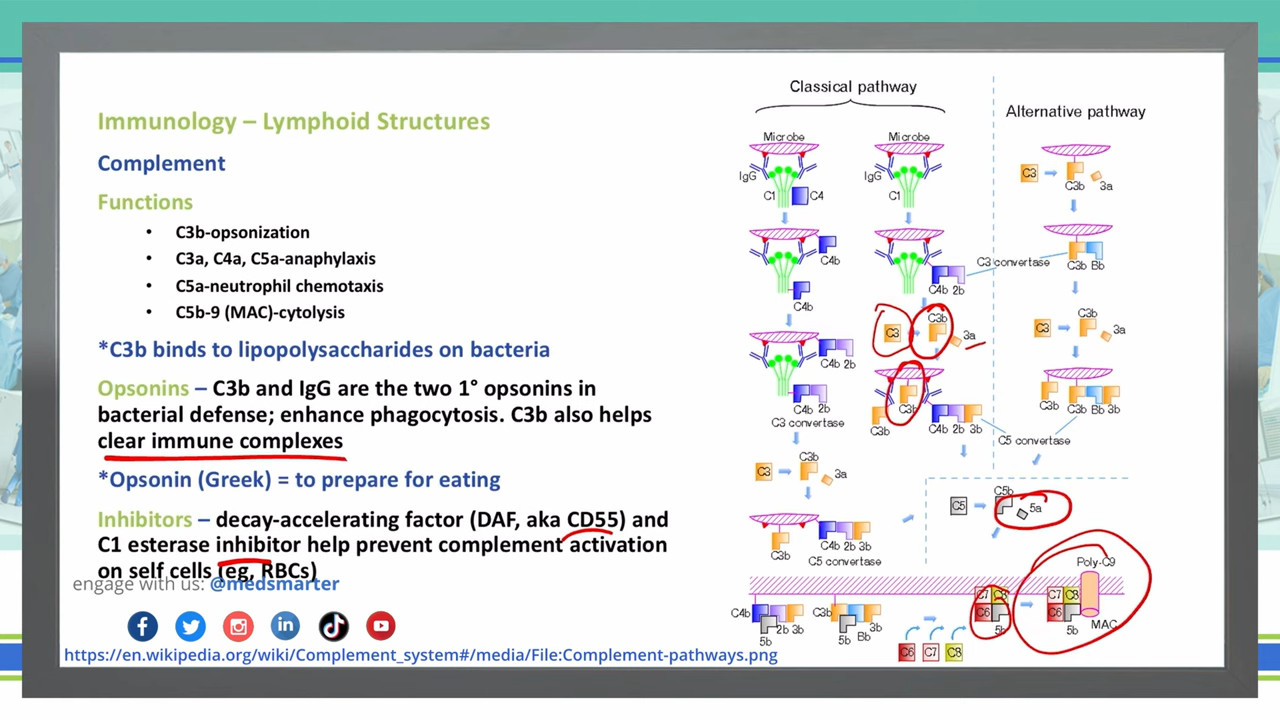 Immunology – Lymphoid Structures
Complement
Functions
• C3b-opsonization
• C3a, C4a, C5a-anaphylaxis
• C5a-neutrophil chemotaxis
• C5b-9 (MAC)-cytolysis
*C3b binds to lipopolysaccharides on bacteria
Opsonins – C3b and IgG are the two 1° opsonins in
bacterial defense; enhance phagocytosis. C3b also helps
clear immune complexes
*Opsonin (Greek) = to prepare for eating
Inhibitors – decay-accelerating factor (DAF, aka CD55) and
C1 esterase inhibitor help prevent complement activation
on self cells (eg, RBCs)
engage with us: @medsmarter
https://en.wikipedia.org/wiki/Complement_system#/media/File:Complement-pathways.png
Classical pathway
Microbe
IgG
C1
C4
C4b
C4b
C4b 2b
C4b 2b
C3 convertase
C3
C3b
3a
C3b
C4b 2b 3b
C5 convertase
Microbe
IgG
C1
C4b 2b
C3
C3b
3a
C3b
C3b
C4b 2b 3b
Alternative pathway
C3
C3b
3a
C3 convertase
C3b Bb
C3
C3b
3a
C3b
C3b Bb 3b
C5 convertase
C5
C5b
5a
C4b
2b 3b
5b
C3b
3b
5b Bb
C6
C7
C8
C7 C8
C6
5b
Poly-C9
C7 C8
C6
5b
MAC